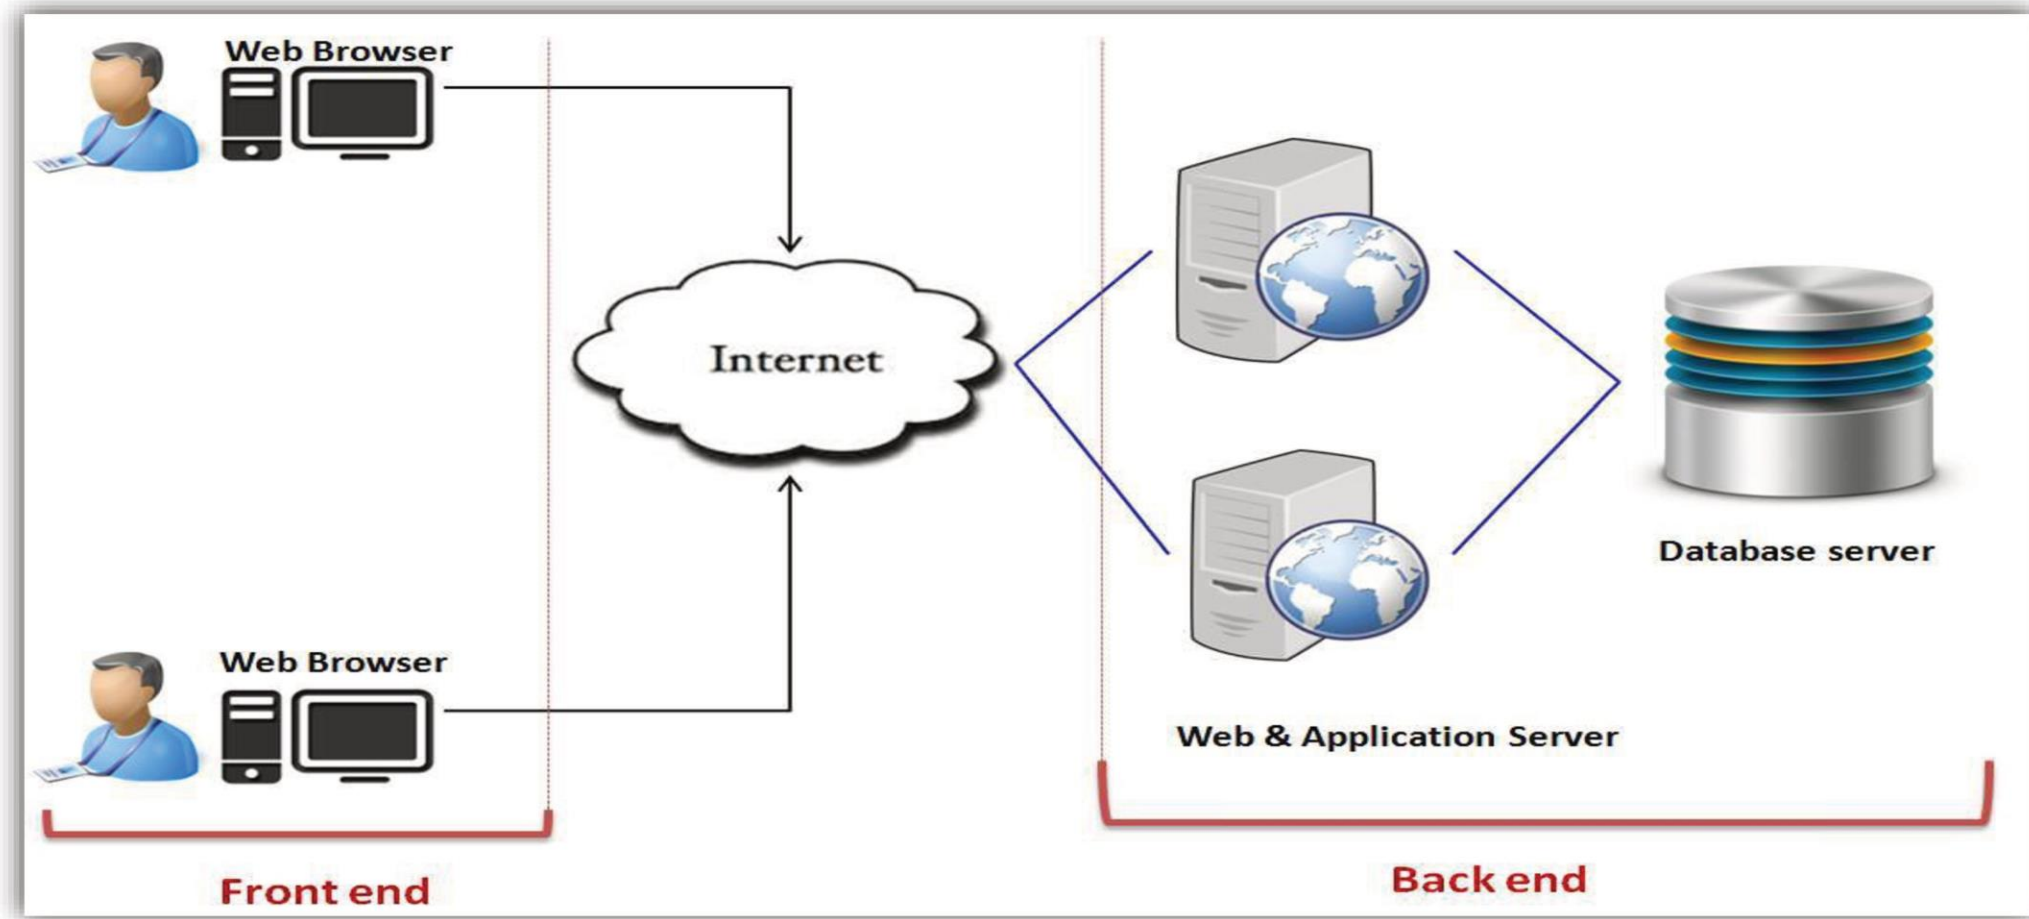 Web Browser
Internet
Database server
Web Browser
Web & Application Server
Front end
Back end